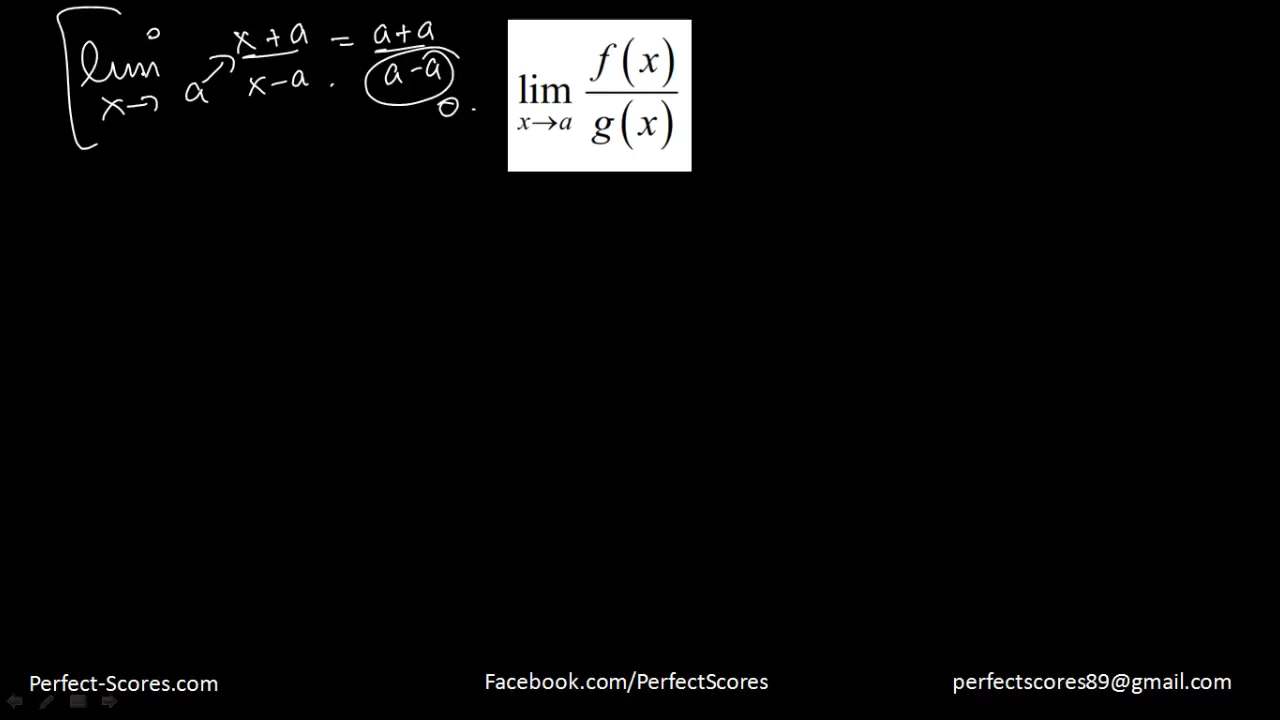 lim x→a x+a / x-a . = a+a / a-a 0 .
lim x→a f(x) / g(x)
Perfect-Scores.com
Facebook.com/PerfectScores
perfectscores89@gmail.com